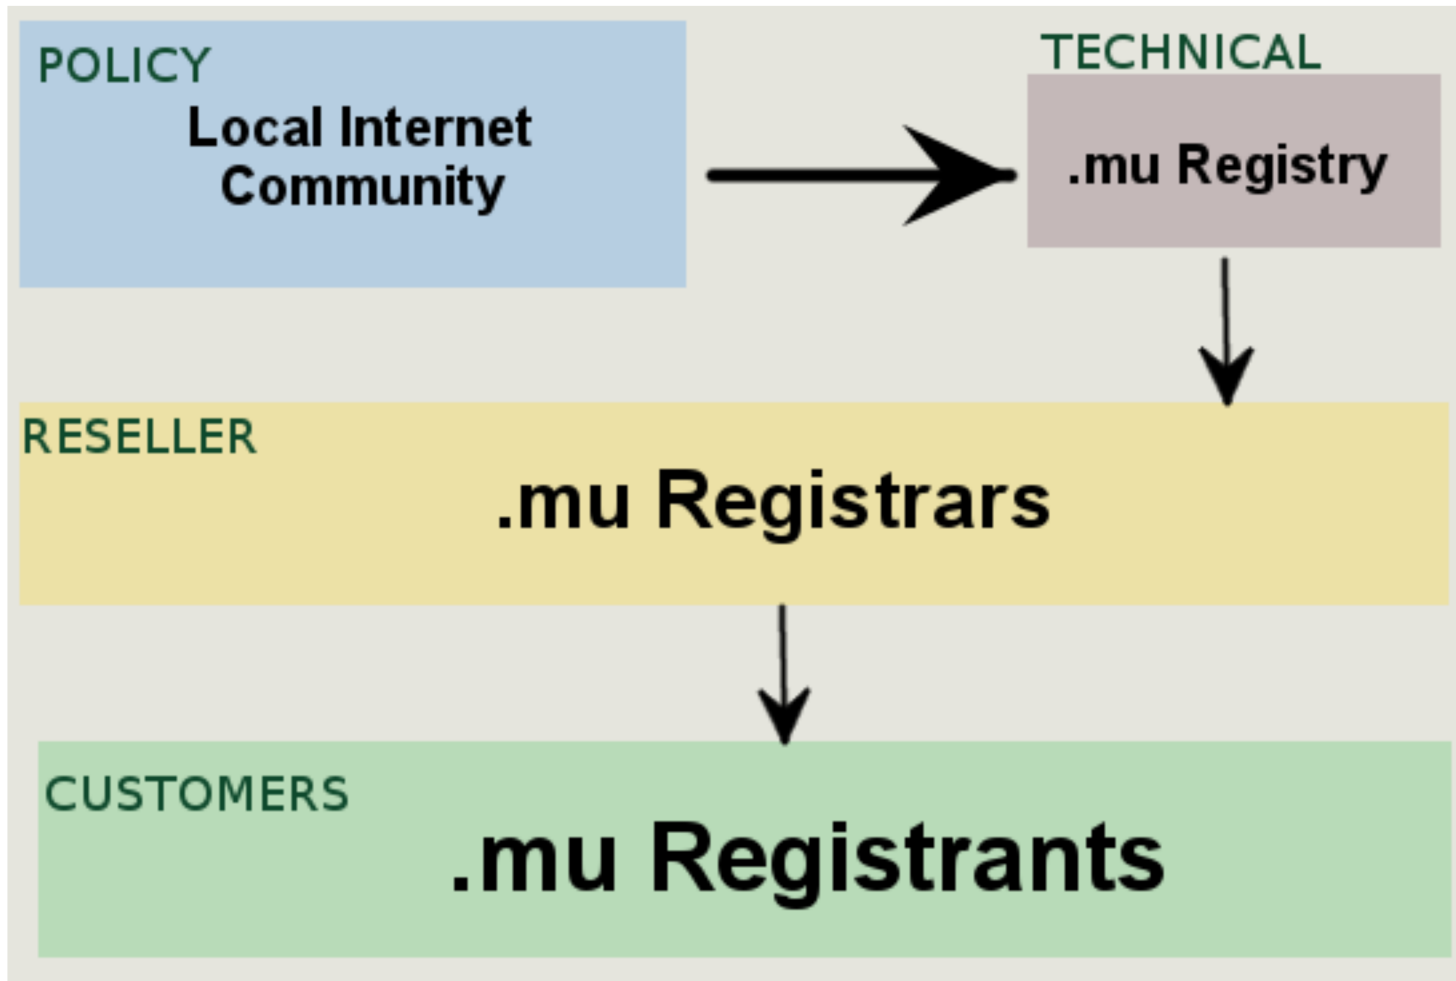 POLICY
Local Internet
Community
TECHNICAL
.mu Registry
RESELLER
.mu Registrars
CUSTOMERS
.mu Registrants